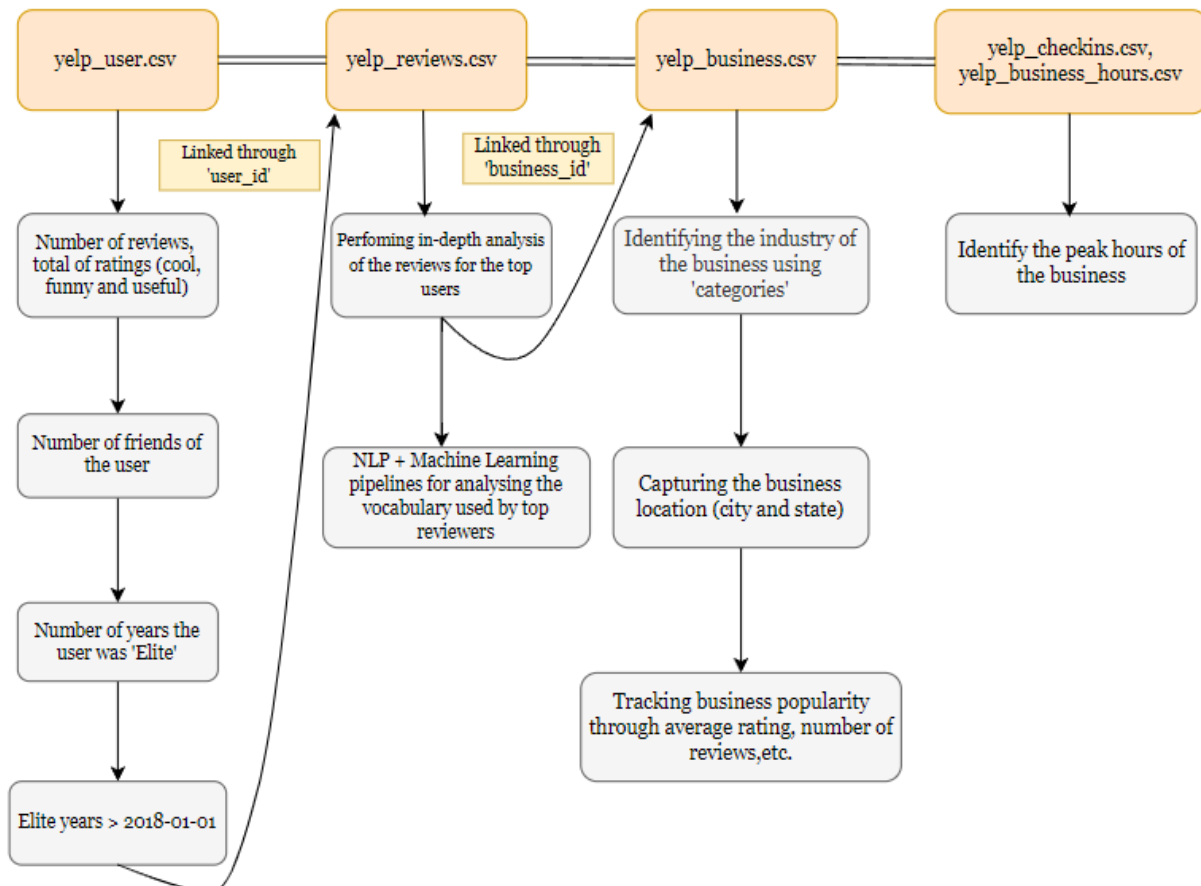 yelp_user.csv
yelp_reviews.csv
yelp_business.csv
yelp_checkins.csv,
yelp_business_hours.csv
Linked through
'user_id'
Linked through
'business_id'
Number of reviews,
total of ratings (cool,
funny and useful)
Perfoming in-depth analysis
of the reviews for the top
users
Identifying the industry of
the business using
'categories'
Identify the peak hours of
the business
Number of friends of
the user
NLP + Machine Learning
pipelines for analysing the
vocabulary used by top
reviewers
Capturing the business
location (city and state)
Number of years the
user was 'Elite'
Tracking business popularity
through average rating, number of
reviews,etc.
Elite years > 2018-01-01